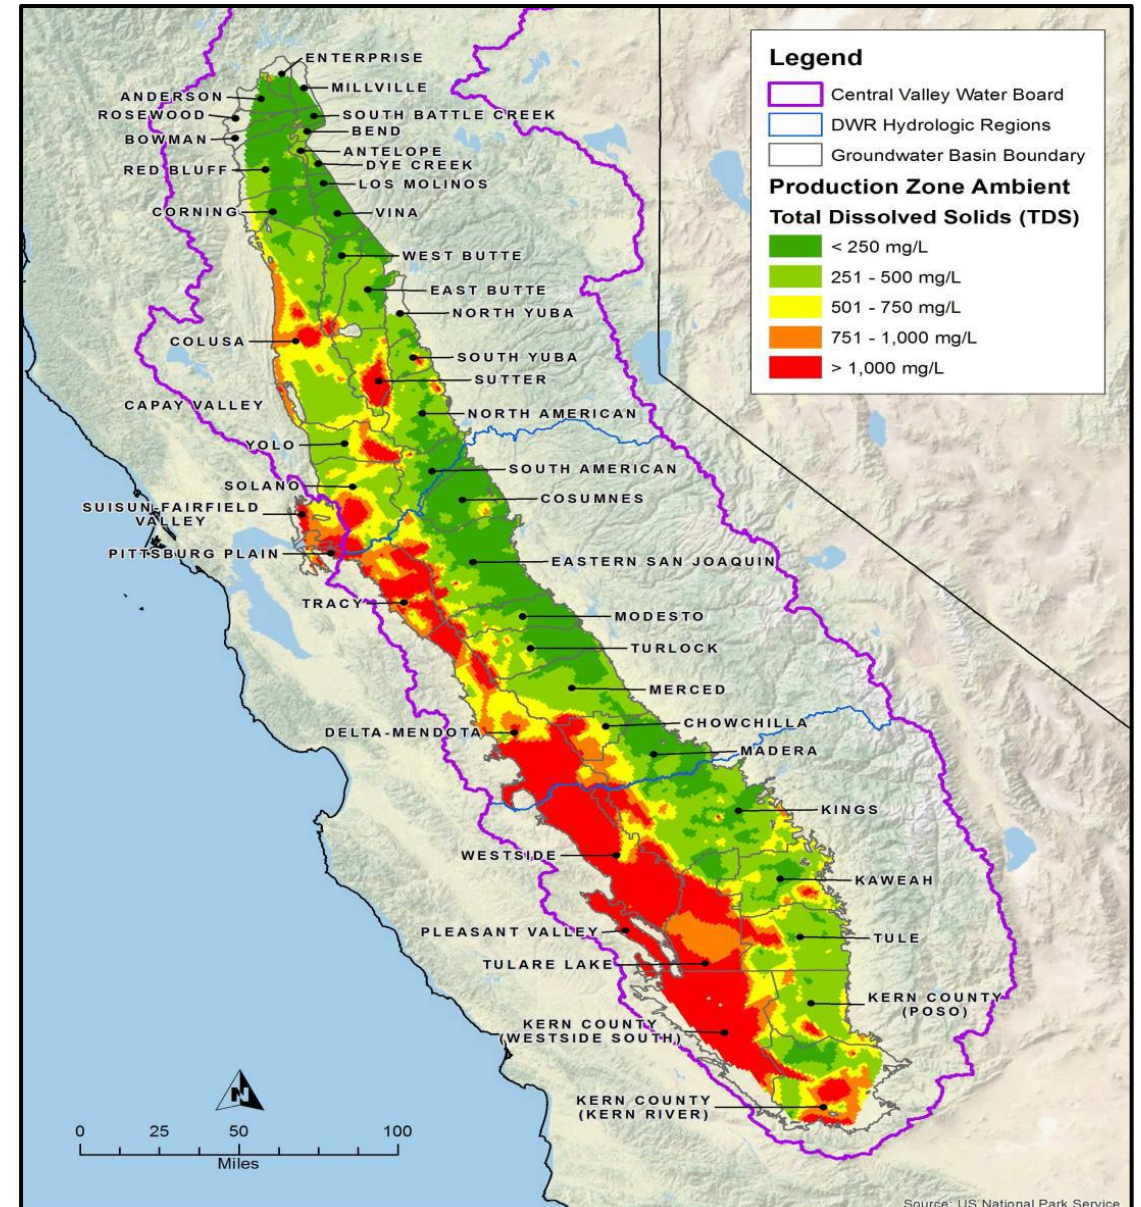 Legend
Central Valley Water Board
DWR Hydrologic Regions
Groundwater Basin Boundary
Production Zone Ambient
Total Dissolved Solids (TDS)
< 250 mg/L
251 - 500 mg/L
501 - 750 mg/L
751 - 1,000 mg/L
> 1,000 mg/L
ENTERPRISE
MILLVILLE
ANDERSON
ROSEWOOD
SOUTH BATTLE CREEK
BEND
BOWMAN
ANTELOPE
DYE CREEK
RED BLUFF
LOS MOLINOS
CORNING
VINA
WEST BUTTE
EAST BUTTE
NORTH YUBA
COLUSA
SOUTH YUBA
SUTTER
CAPAY VALLEY
NORTH AMERICAN
YOLO
SOUTH AMERICAN
SOLANO
COSUMNES
SUISUN-FAIRFIELD
VALLEY
PITTSBURG PLAIN
EASTERN SAN JOAQUIN
TRACY
MODESTO
TURLOCK
MERCED
CHOWCHILLA
DELTA-MENDOTA
MADERA
KINGS
WESTSIDE
KAWEAH
PLEASANT VALLEY
TULE
TULARE LAKE
KERN COUNTY
(POSO)
KERN COUNTY
(WESTSIDE SOUTH)
KERN COUNTY
(KERN RIVER)
N
0 25 50 100
Miles
Source: US National Park Service